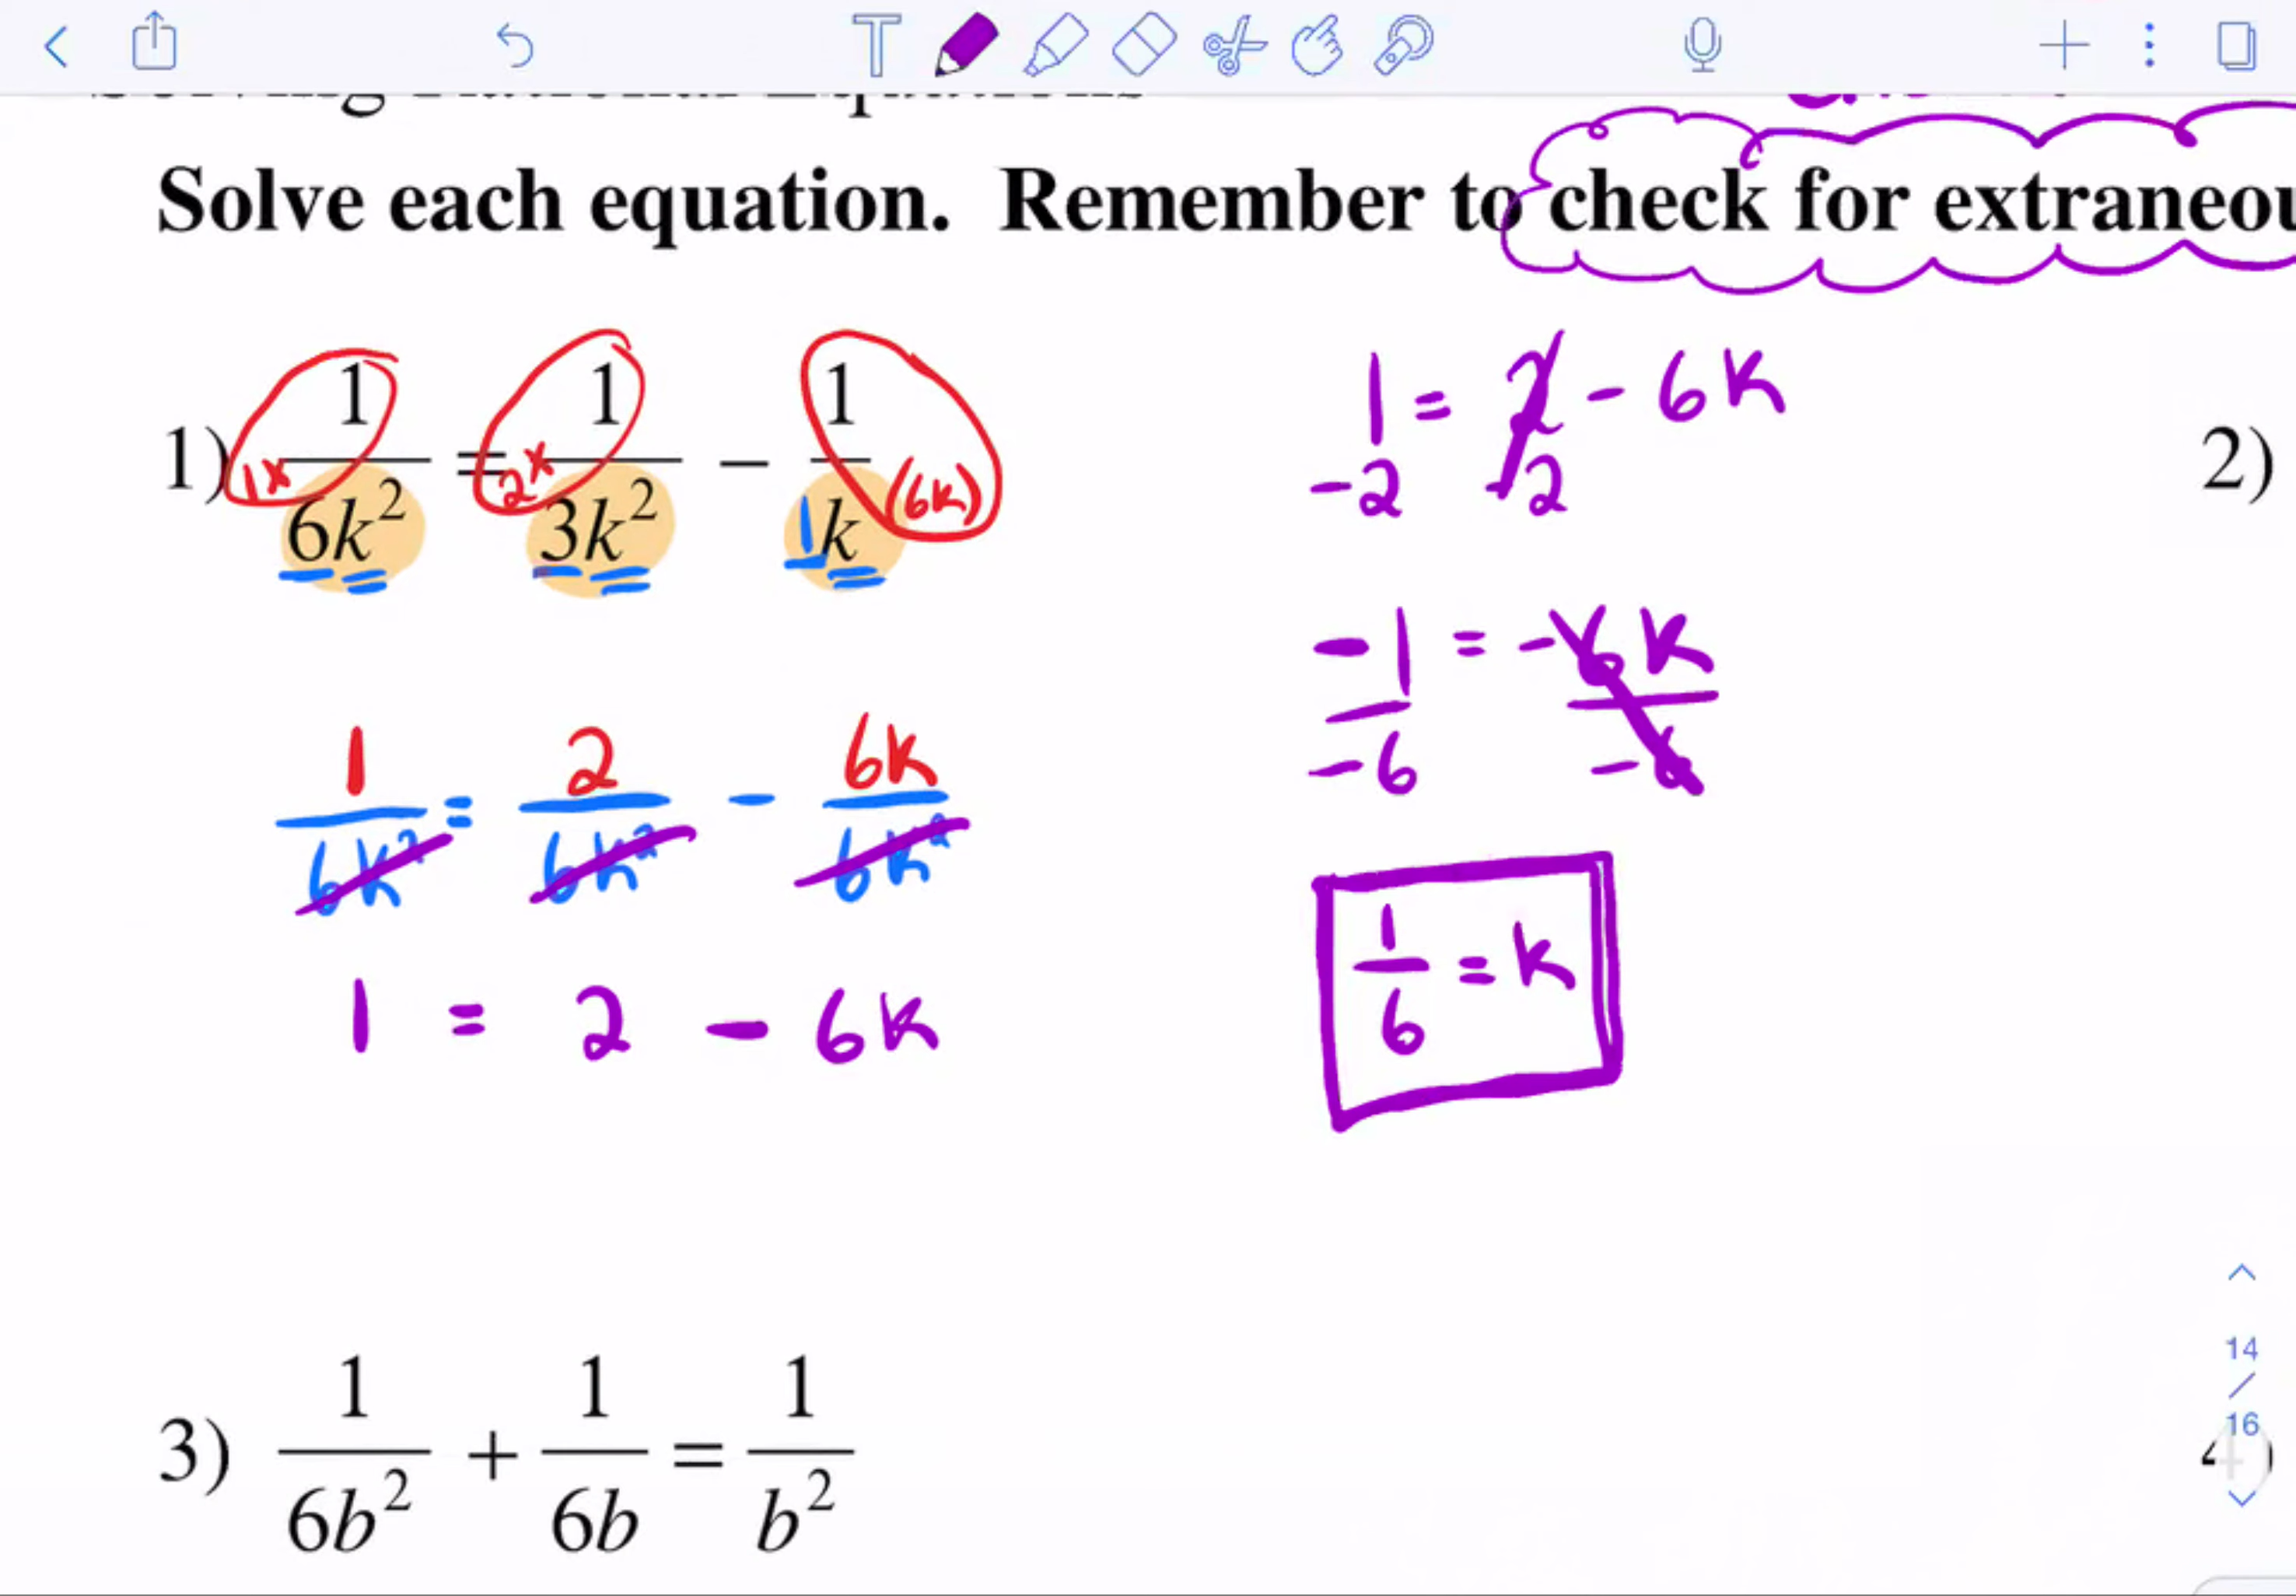 Solve each equation. Remember to check for extraneou
1) 1/6k² = 1/3k² − 1/1k
1x 2x (6k)
1/6k² = 2/6k² - 6k/6k²
1 = 2 - 6k
1 = 2 - 6k
-2 -2
-1/-6 = -6k/-6
1/6 = k
2)
3) 1/6b² + 1/6b = 1/b²
4)
14
/
16